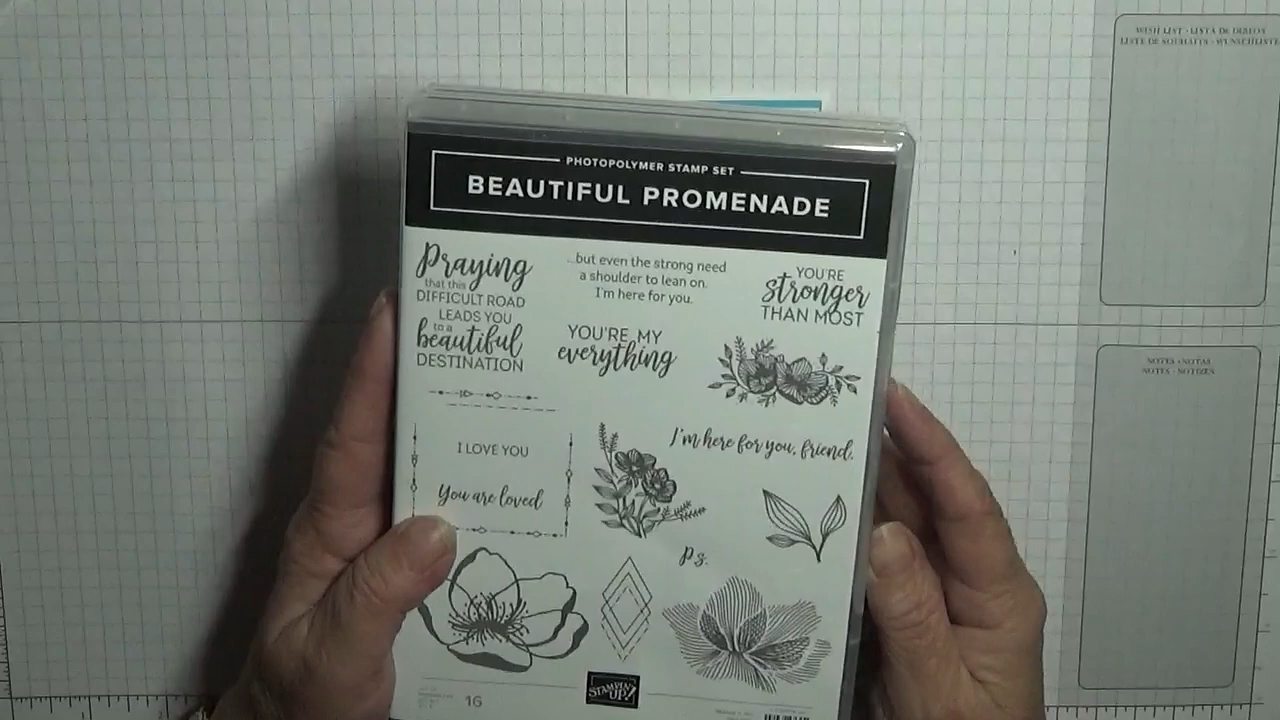 WISH LIST · LISTA DE DESEOS
LISTE DE SOUHAITS · WUNSCHLISTE
PHOTOPOLYMER STAMP SET
BEAUTIFUL PROMENADE
Praying
that this
DIFFICULT ROAD
LEADS YOU
to a
beautiful
DESTINATION
...but even the strong need
a shoulder to lean on.
I'm here for you.
YOU'RE
stronger
THAN MOST
YOU'RE MY
everything
NOTES · NOTAS
NOTES · NOTIZEN
I LOVE YOU
You are loved
I'm here for you, friend.
p.s.
STAMPIN' UP!
16